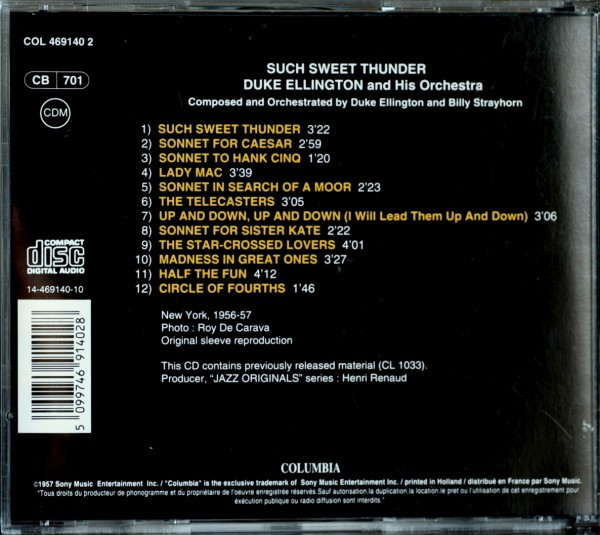 COL 469140 2
CB 701
CDM
SUCH SWEET THUNDER
DUKE ELLINGTON and His Orchestra
Composed and Orchestrated by Duke Ellington and Billy Strayhorn
1) SUCH SWEET THUNDER 3'22
2) SONNET FOR CAESAR 2'59
3) SONNET TO HANK CINQ 1'20
4) LADY MAC 3'39
5) SONNET IN SEARCH OF A MOOR 2'23
6) THE TELECASTERS 3'05
7) UP AND DOWN, UP AND DOWN (I Will Lead Them Up And Down) 3'06
8) SONNET FOR SISTER KATE 2'22
9) THE STAR-CROSSED LOVERS 4'01
10) MADNESS IN GREAT ONES 3'27
11) HALF THE FUN 4'12
12) CIRCLE OF FOURTHS 1'46
COMPACT
disc
DIGITAL AUDIO
14-469140-10
5 099746 914028
New York, 1956-57
Photo : Roy De Carava
Original sleeve reproduction
This CD contains previously released material (CL 1033).
Producer, "JAZZ ORIGINALS" series : Henri Renaud
COLUMBIA
©1957 Sony Music Entertainment Inc. / "Columbia" is the exclusive trademark of Sony Music Entertainment Inc. / printed in Holland / distribué en France par Sony Music.
"Tous droits du producteur de phonogramme et du propriétaire de l'oeuvre enregistrée réservés.Sauf autorisation, la duplication, la location, le pret ou l'utilisation de cet enregistrement pour
éxécution publique ou radio diffusion sont interdits."